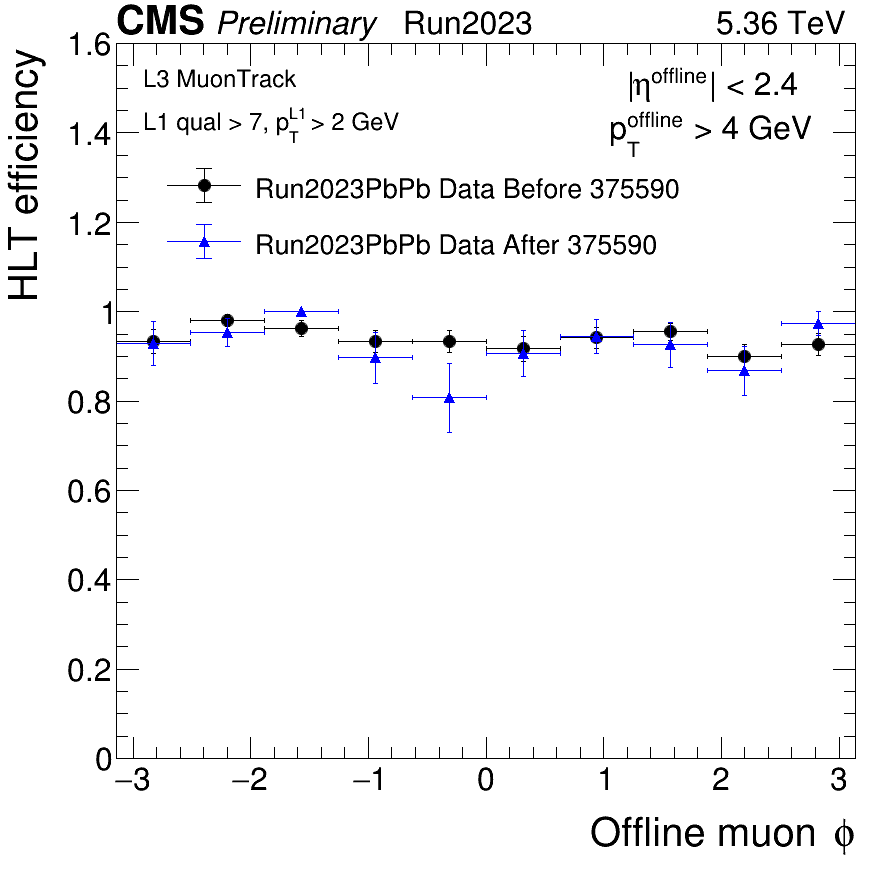 CMS Preliminary Run2023 5.36 TeV
L3 MuonTrack
|η^offline| < 2.4
L1 qual > 7, p_T^L1 > 2 GeV
p_T^offline > 4 GeV
Run2023PbPb Data Before 375590
Run2023PbPb Data After 375590
HLT efficiency
1.6
1.4
1.2
1
0.8
0.6
0.4
0.2
0
−3 −2 −1 0 1 2 3
Offline muon ϕ